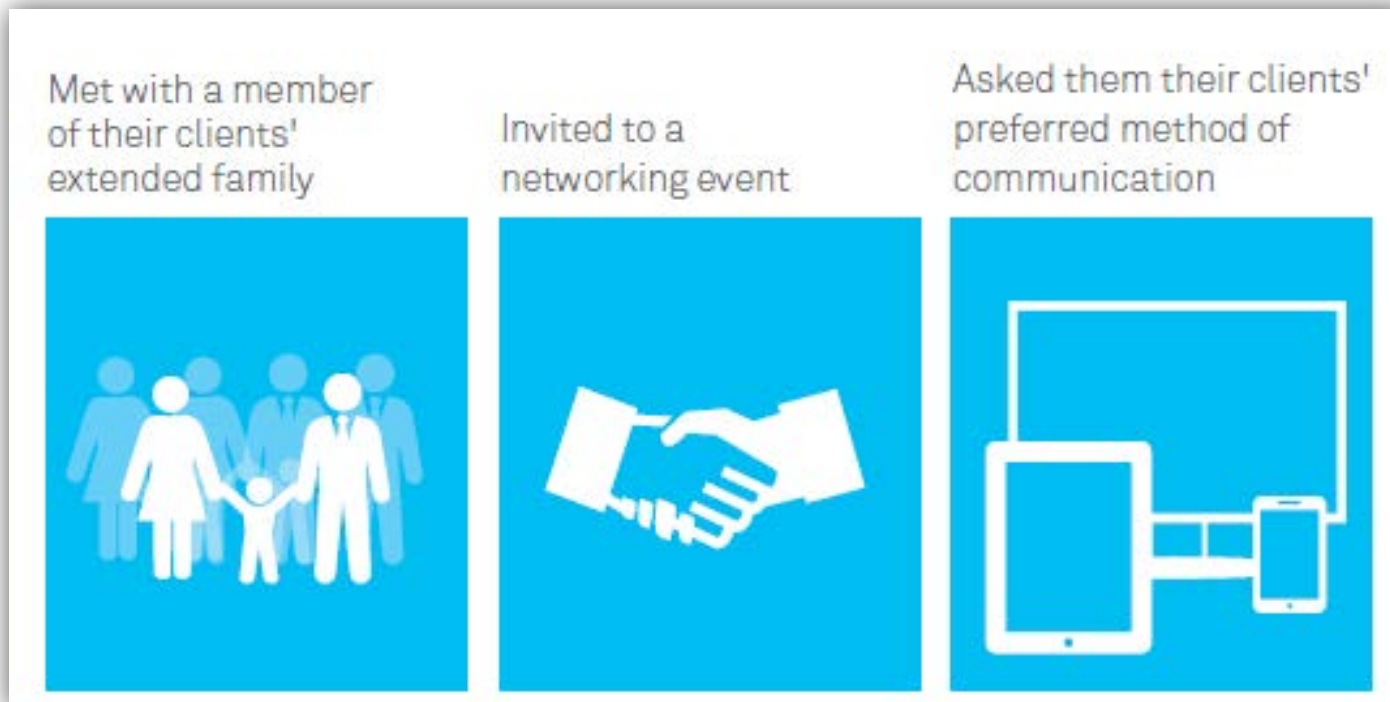 Met with a member
of their clients'
extended family
Invited to a
networking event
Asked them their clients'
preferred method of
communication